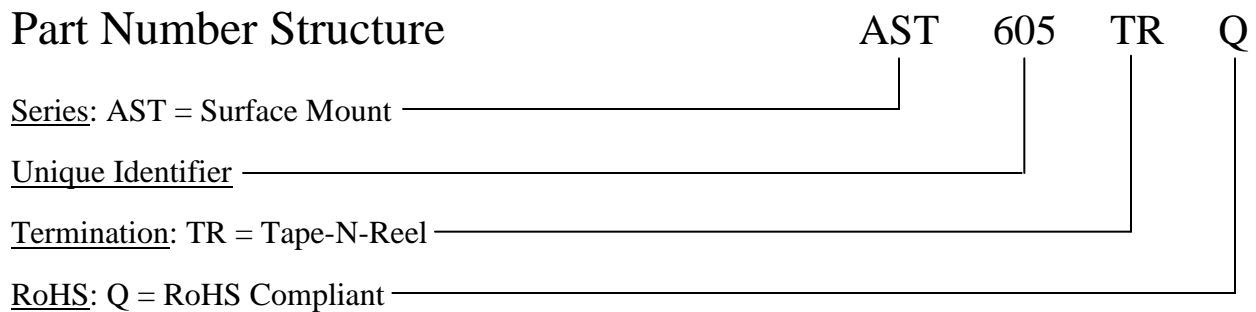 Part Number Structure AST 605 TR Q
Series: AST = Surface Mount
Unique Identifier
Termination: TR = Tape-N-Reel
RoHS: Q = RoHS Compliant